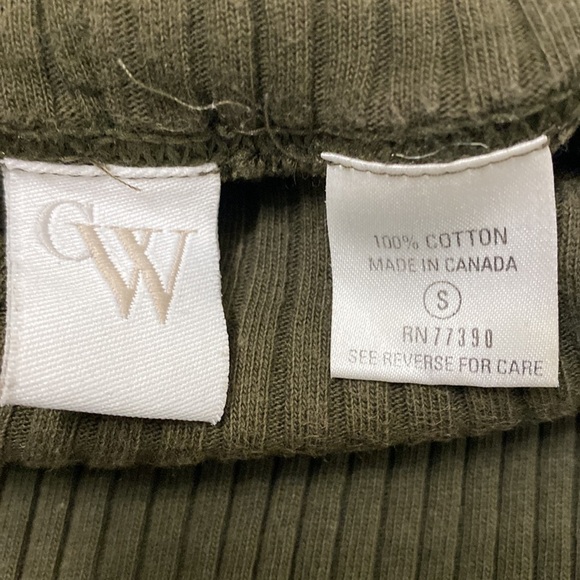 GW
100% COTTON
MADE IN CANADA
S
RN 77390
SEE REVERSE FOR CARE